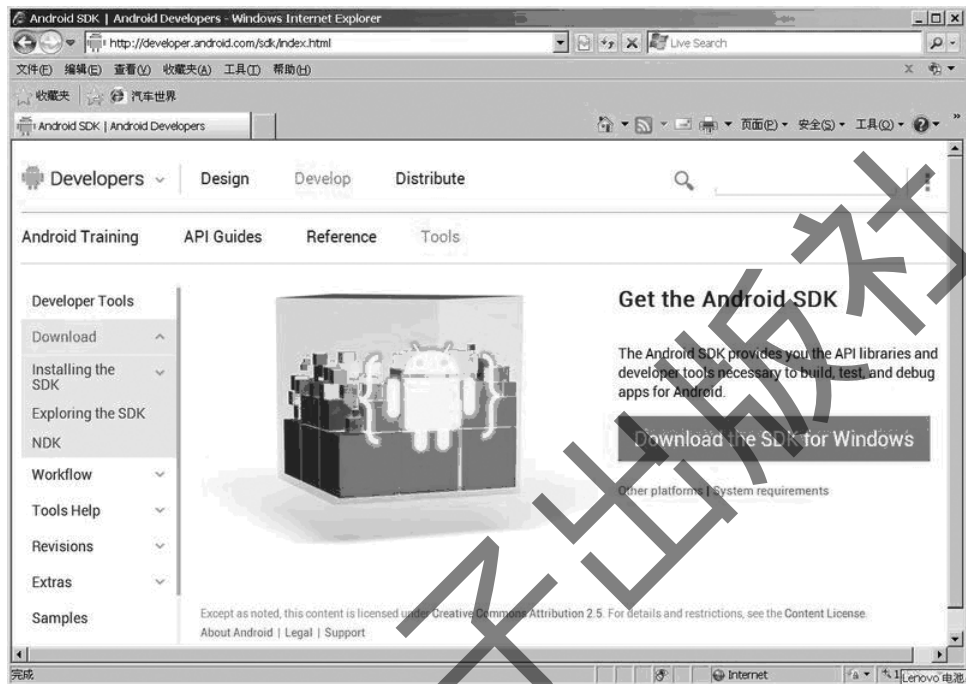 Android SDK | Android Developers - Windows Internet Explorer
http://developer.android.com/sdk/index.html
Live Search
文件(F) 编辑(E) 查看(V) 收藏夹(A) 工具(T) 帮助(H)
收藏夹 汽车世界
Android SDK | Android Developers
页面(P) 安全(S) 工具(O)
Developers Design Develop Distribute
Android Training API Guides Reference Tools
Developer Tools
Download
Installing the
SDK
Exploring the SDK
NDK
Workflow
Tools Help
Revisions
Extras
Samples
Get the Android SDK
The Android SDK provides you the API libraries and
developer tools necessary to build, test, and debug
apps for Android.
Download the SDK for Windows
Other platforms | System requirements
Except as noted, this content is licensed under Creative Commons Attribution 2.5. For details and restrictions, see the Content License.
About Android | Legal | Support
完成
Internet
Lenovo 电池
子出版社